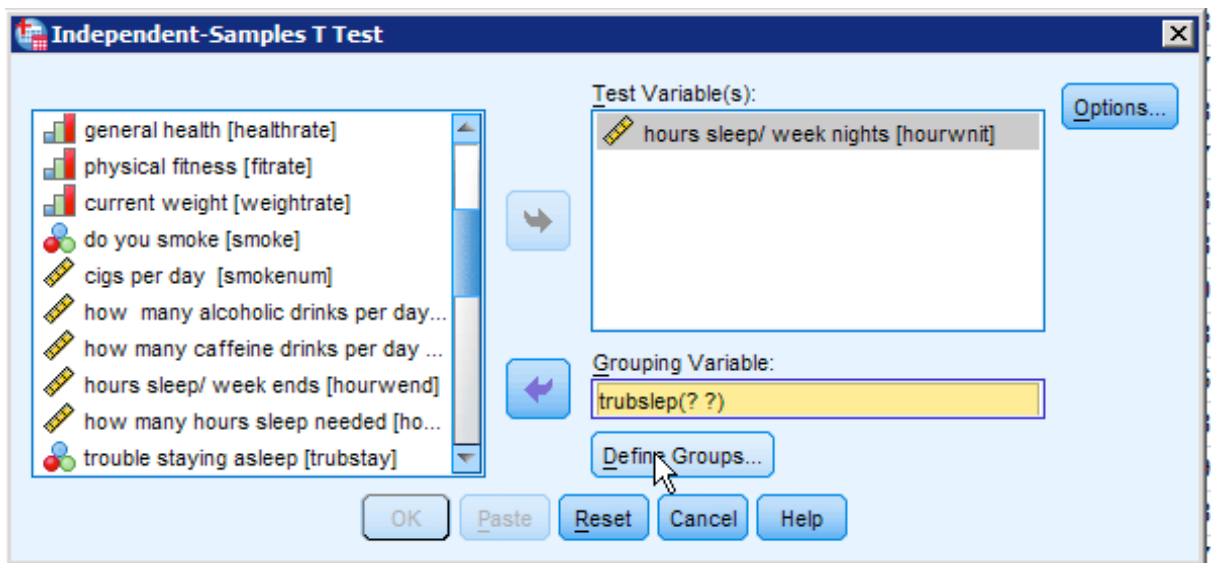 Independent-Samples T Test
general health [healthrate]
physical fitness [fitrate]
current weight [weightrate]
do you smoke [smoke]
cigs per day [smokenum]
how many alcoholic drinks per day...
how many caffeine drinks per day ...
hours sleep/ week ends [hourwend]
how many hours sleep needed [ho...
trouble staying asleep [trubstay]
Test Variable(s):
hours sleep/ week nights [hourwnit]
Options...
Grouping Variable:
trubslep(? ?)
Define Groups...
OK
Paste
Reset
Cancel
Help